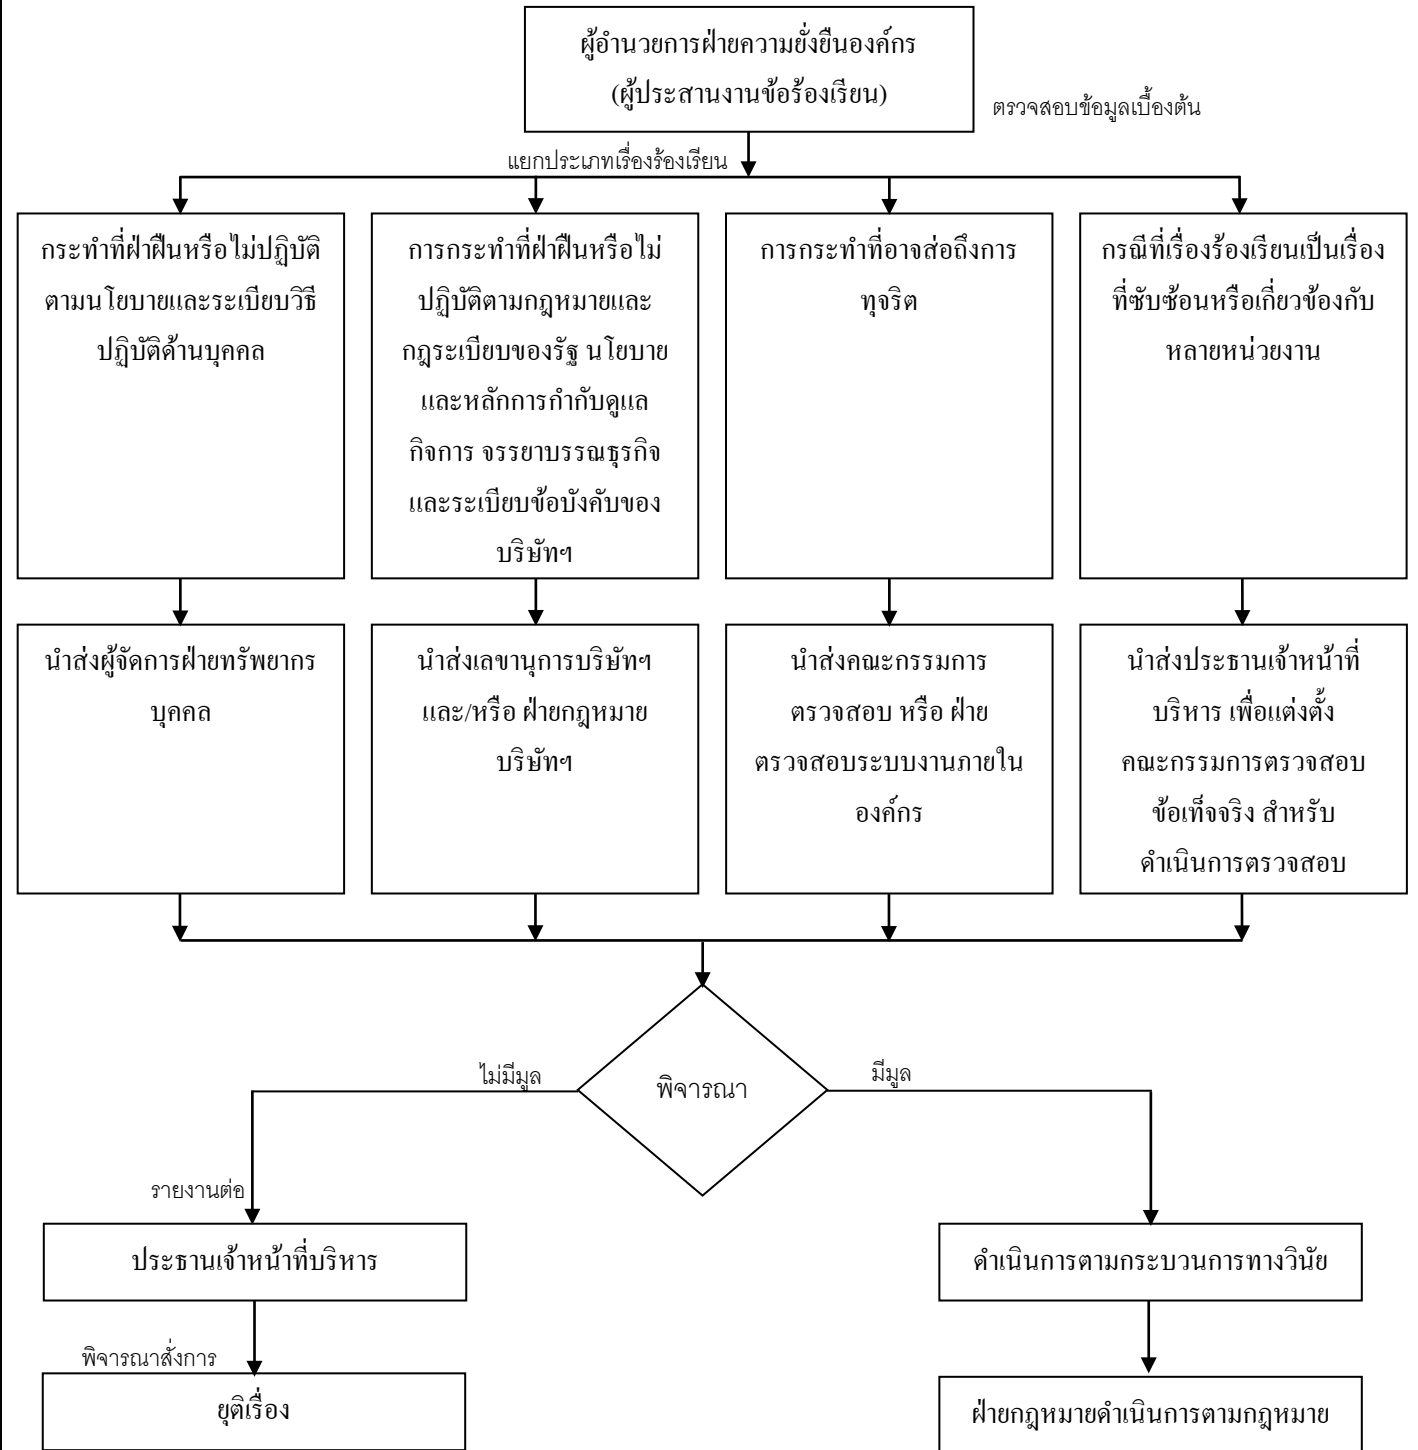 ผู้อำนวยการฝ่ายความยั่งยืนองค์กร
(ผู้ประสานงานข้อร้องเรียน)
ตรวจสอบข้อมูลเบื้องต้น
แยกประเภทเรื่องร้องเรียน
กระทำที่ฝ่าฝืนหรือไม่ปฏิบัติ
ตามนโยบายและระเบียบวิธี
ปฏิบัติด้านบุคคล
การกระทำที่ฝ่าฝืนหรือไม่
ปฏิบัติตามกฎหมายและ
กฎระเบียบของรัฐ นโยบาย
และหลักการกำกับดูแล
กิจการ จรรยาบรรณธุรกิจ
และระเบียบข้อบังคับของ
บริษัทฯ
การกระทำที่อาจส่อถึงการ
ทุจริต
กรณีที่เรื่องร้องเรียนเป็นเรื่อง
ที่ซับซ้อนหรือเกี่ยวข้องกับ
หลายหน่วยงาน
นำส่งผู้จัดการฝ่ายทรัพยากร
บุคคล
นำส่งเลขานุการบริษัทฯ
และ/หรือ ฝ่ายกฎหมาย
บริษัทฯ
นำส่งคณะกรรมการ
ตรวจสอบ หรือ ฝ่าย
ตรวจสอบระบบงานภายใน
องค์กร
นำส่งประธานเจ้าหน้าที่
บริหาร เพื่อแต่งตั้ง
คณะกรรมการตรวจสอบ
ข้อเท็จจริง สำหรับ
ดำเนินการตรวจสอบ
ไม่มีมูล
พิจารณา
มีมูล
รายงานต่อ
ประธานเจ้าหน้าที่บริหาร
ดำเนินการตามกระบวนการทางวินัย
พิจารณาสั่งการ
ยุติเรื่อง
ฝ่ายกฎหมายดำเนินการตามกฎหมาย